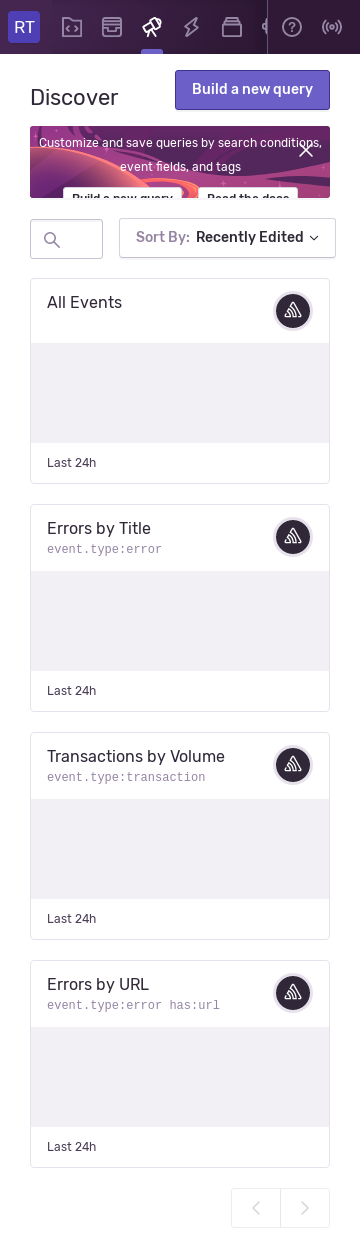 RT
Discover
Build a new query
Customize and save queries by search conditions,
event fields, and tags
Build a new query Read the docs
Sort By: Recently Edited
All Events
Last 24h
Errors by Title
event.type:error
Last 24h
Transactions by Volume
event.type:transaction
Last 24h
Errors by URL
event.type:error has:url
Last 24h